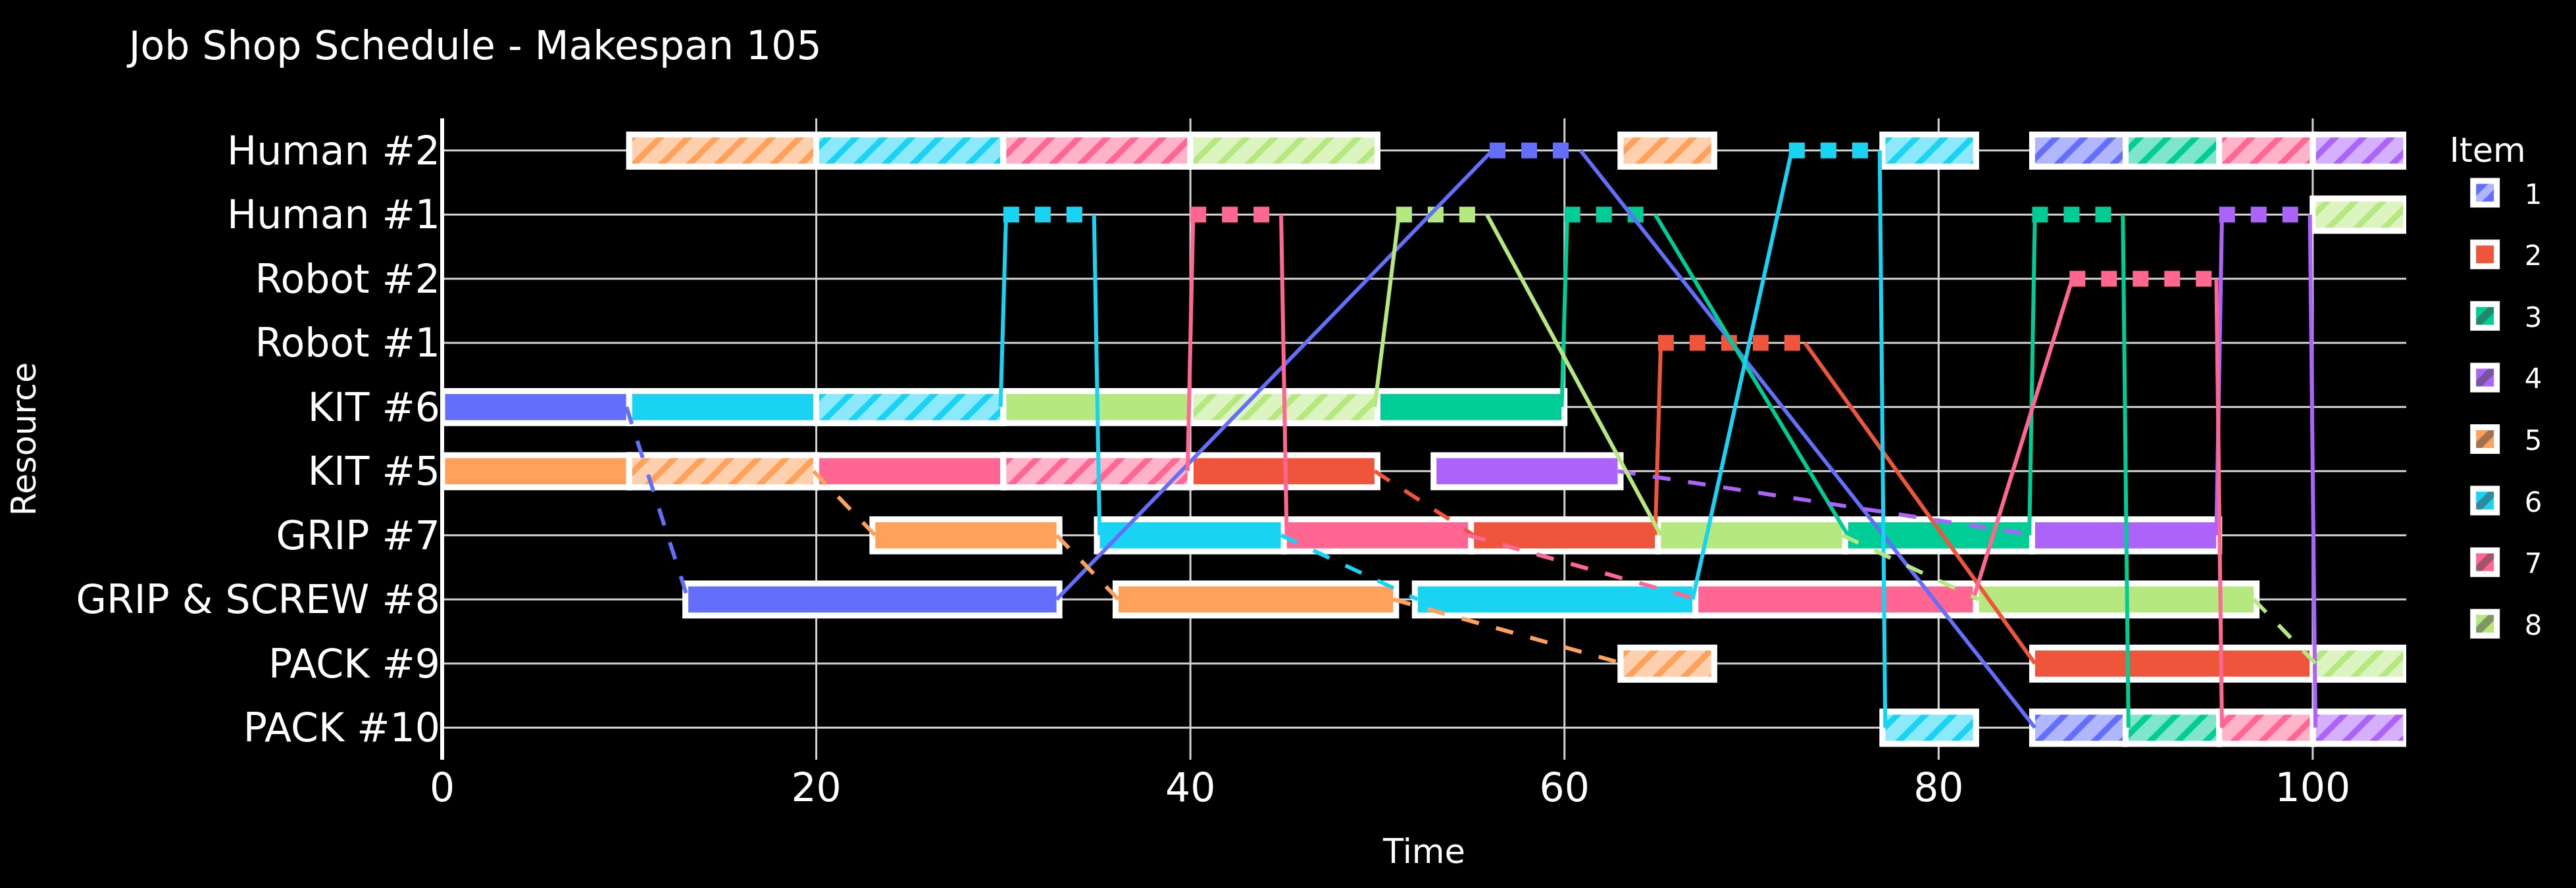 Job Shop Schedule - Makespan 105
Human #2
Human #1
Robot #2
Robot #1
KIT #6
KIT #5
GRIP #7
GRIP & SCREW #8
PACK #9
PACK #10
Resource
0 20 40 60 80 100
Time
Item
1
2
3
4
5
6
7
8